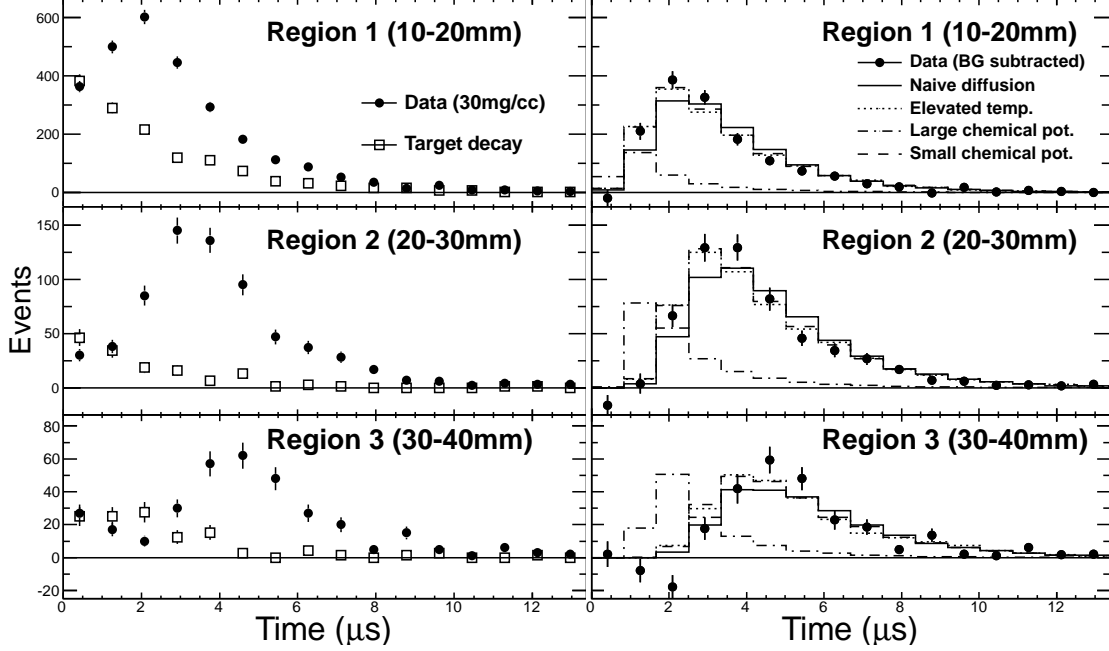 Region 1 (10-20mm)
Data (30mg/cc)
Target decay
600
400
200
0
Region 2 (20-30mm)
150
100
50
0
Region 3 (30-40mm)
80
60
40
20
0
-20
0 2 4 6 8 10 12
Time (μs)
Events
Region 1 (10-20mm)
Data (BG subtracted)
Naive diffusion
Elevated temp.
Large chemical pot.
Small chemical pot.
Region 2 (20-30mm)
Region 3 (30-40mm)
0 2 4 6 8 10 12
Time (μs)